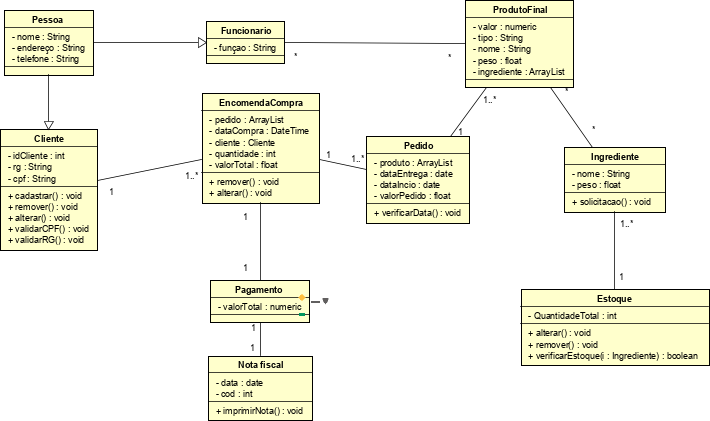 Pessoa
- nome : String
- endereço : String
- telefone : String
Funcionario
- funçao : String
*
*
ProdutoFinal
- valor : numeric
- tipo : String
- nome : String
- peso : float
- ingrediente : ArrayList
1..*
*
EncomendaCompra
- pedido : ArrayList
- dataCompra : DateTime
- cliente : Cliente
- quantidade : int
- valorTotal : float
+ remover() : void
+ alterar() : void
Cliente
- idCliente : int
- rg : String
- cpf : String
+ cadastrar() : void
+ remover() : void
+ alterar() : void
+ validarCPF() : void
+ validarRG() : void
1
1..*
1
1..*
1
Pedido
- produto : ArrayList
- dataEntrega : date
- dataIncio : date
- valorPedido : float
+ verificarData() : void
*
Ingrediente
- nome : String
- peso : float
+ solicitacao() : void
1..*
1
1
1
Pagamento
- valorTotal : numeric
1
1
Estoque
- QuantidadeTotal : int
+ alterar() : void
+ remover() : void
+ verificarEstoque(i : Ingrediente) : boolean
Nota fiscal
- data : date
- cod : int
+ imprimirNota() : void